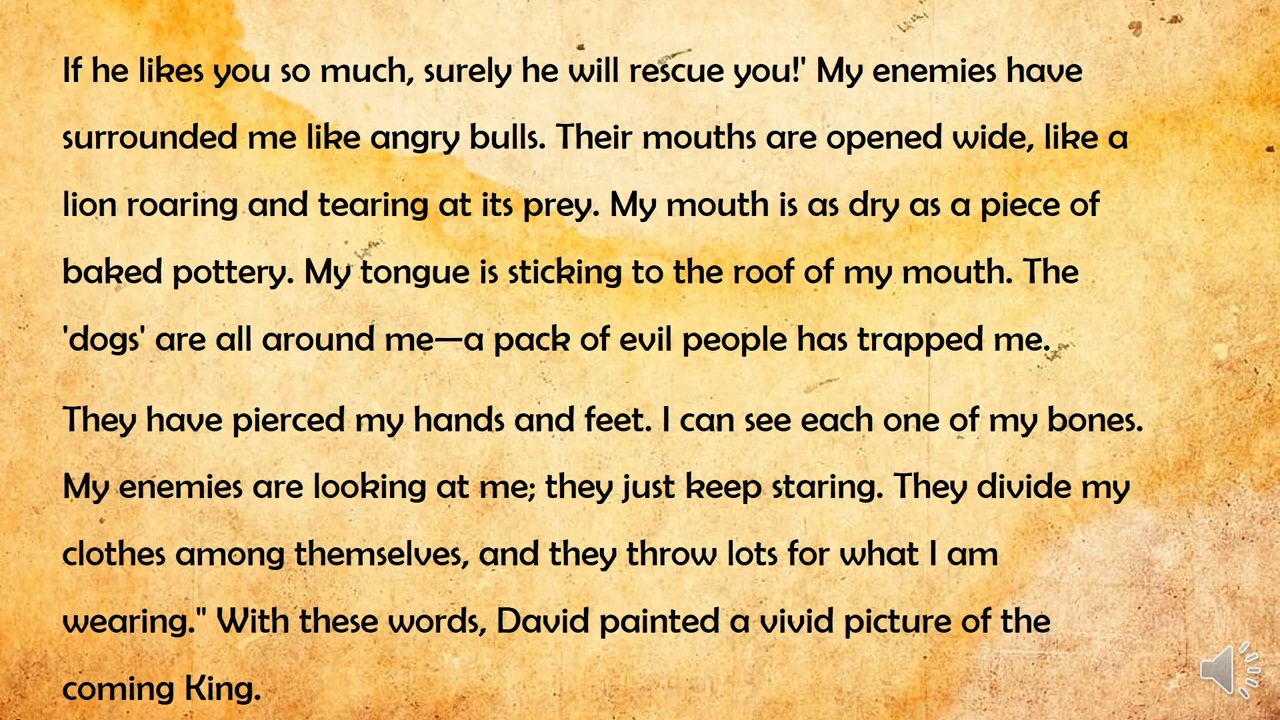 If he likes you so much, surely he will rescue you!' My enemies have
surrounded me like angry bulls. Their mouths are opened wide, like a
lion roaring and tearing at its prey. My mouth is as dry as a piece of
baked pottery. My tongue is sticking to the roof of my mouth. The
'dogs' are all around me—a pack of evil people has trapped me.
They have pierced my hands and feet. I can see each one of my bones.
My enemies are looking at me; they just keep staring. They divide my
clothes among themselves, and they throw lots for what I am
wearing." With these words, David painted a vivid picture of the
coming King.